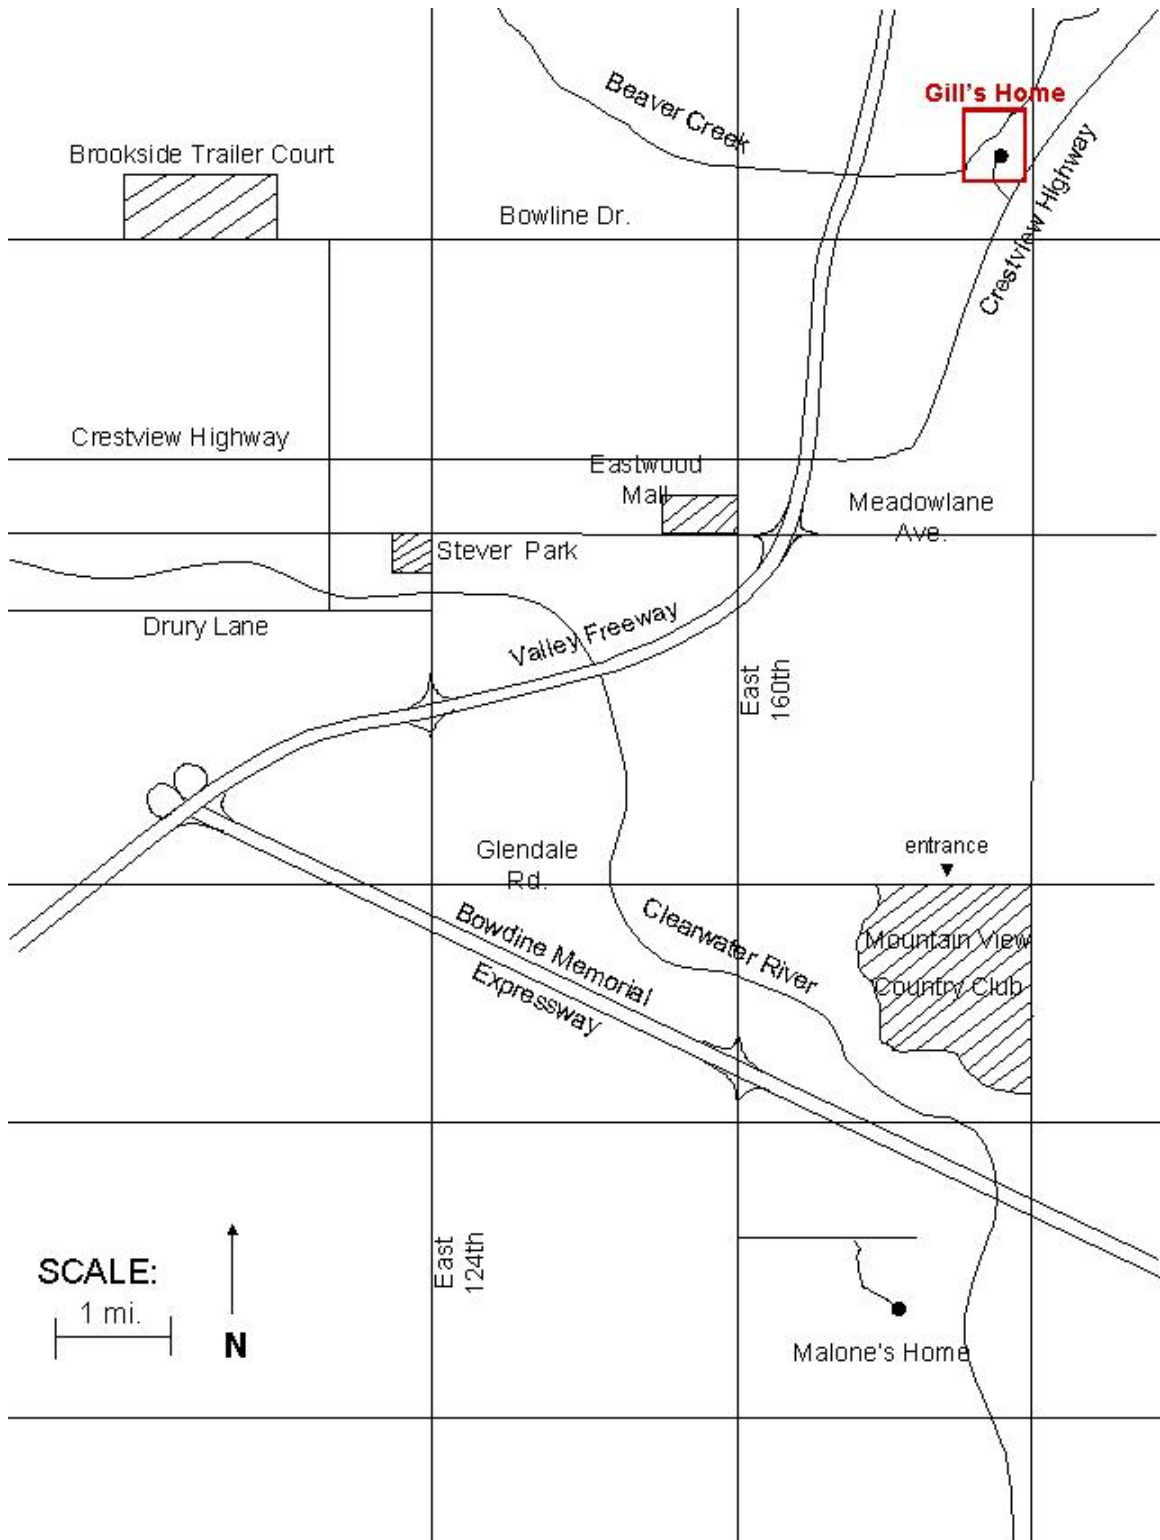 Beaver Creek
Gill's Home
Brookside Trailer Court
Bowline Dr.
Crestview Highway
Crestview Highway
Eastwood
Mall
Meadowlane
Ave.
Stever Park
Drury Lane
Valley Freeway
East
160th
Glendale
Rd.
entrance
Bowdine Memorial
Expressway
Clearwater River
Mountain View
Country Club
East
124th
SCALE:
1 mi.
N
Malone's Home